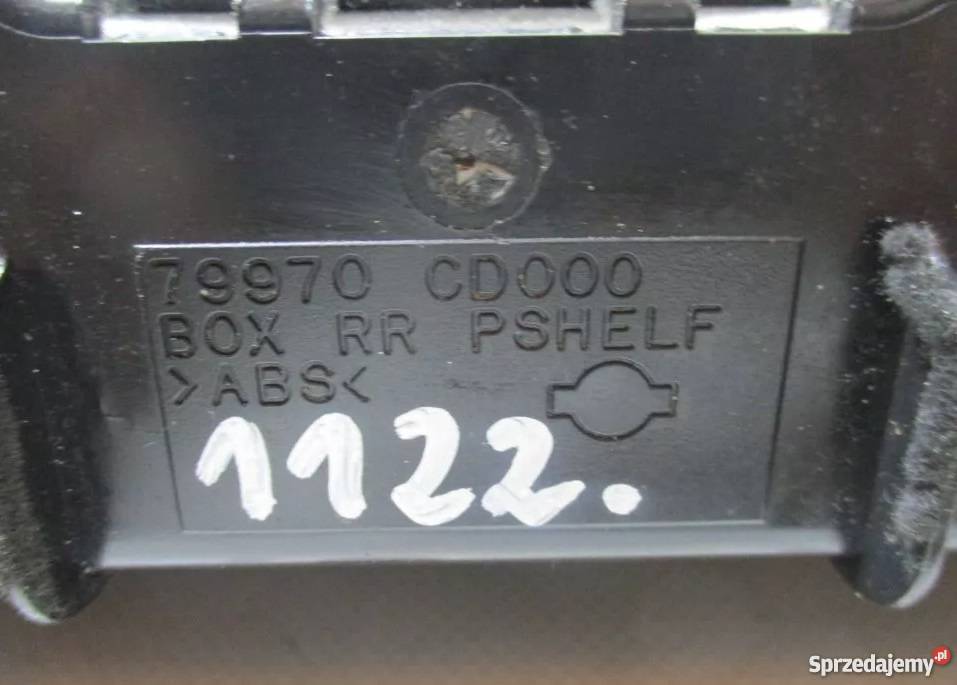 79970 CD000
BOX RR PSHELF
>ABS<
1122.
Sprzedajemy.pl